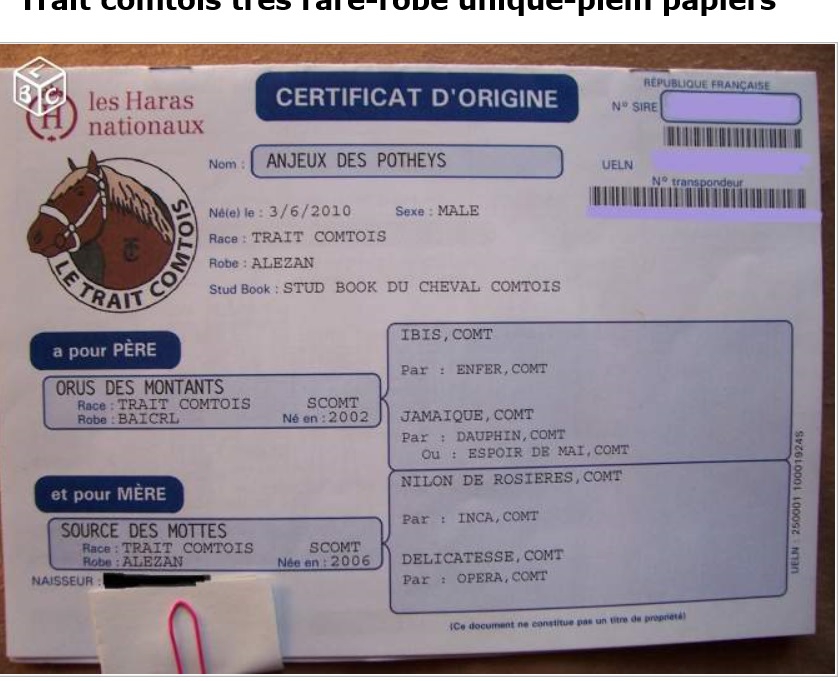 Trait comtois très rare-robe unique-plein papiers
LBC
H
les Haras
nationaux
CERTIFICAT D'ORIGINE
RÉPUBLIQUE FRANÇAISE
N° SIRE
Nom : ANJEUX DES POTHEYS
UELN
N° transpondeur
Né(e) le : 3/6/2010 Sexe : MALE
Race : TRAIT COMTOIS
Robe : ALEZAN
Stud Book : STUD BOOK DU CHEVAL COMTOIS
TC
LE TRAIT COMTOIS
a pour PÈRE
ORUS DES MONTANTS
Race : TRAIT COMTOIS SCOMT
Robe : BAICRL Né en : 2002
IBIS,COMT
Par : ENFER,COMT
JAMAIQUE,COMT
Par : DAUPHIN,COMT
Ou : ESPOIR DE MAI,COMT
et pour MÈRE
SOURCE DES MOTTES
Race : TRAIT COMTOIS SCOMT
Robe : ALEZAN Née en : 2006
NILON DE ROSIERES,COMT
Par : INCA,COMT
DELICATESSE,COMT
Par : OPERA,COMT
NAISSEUR :
(Ce document ne constitue pas un titre de propriété)
UELN : 250001 10001924S